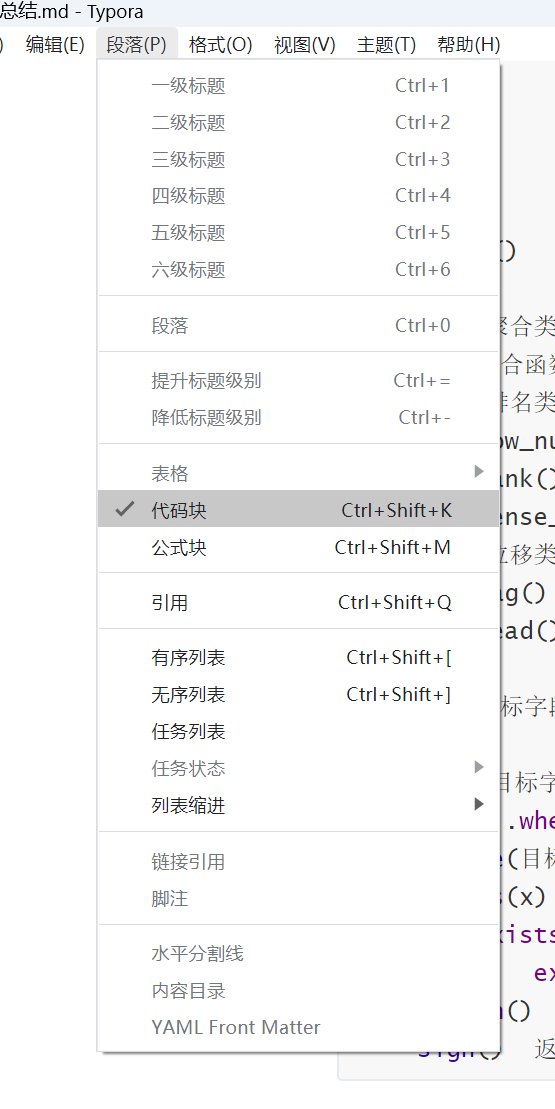 总结.md - Typora
) 编辑(E) 段落(P) 格式(O) 视图(V) 主题(T) 帮助(H)
一级标题 Ctrl+1
二级标题 Ctrl+2
三级标题 Ctrl+3
四级标题 Ctrl+4
五级标题 Ctrl+5
()
六级标题 Ctrl+6
段落 Ctrl+0
聚合类
合函数
提升标题级别 Ctrl+=
排名类
降低标题级别 Ctrl+-
ow_nu
表格
ank()
代码块 Ctrl+Shift+K
ense_
公式块 Ctrl+Shift+M
位移类
ag()
引用 Ctrl+Shift+Q
ead()
有序列表 Ctrl+Shift+[
无序列表 Ctrl+Shift+]
标字段
任务列表
任务状态
目标字
列表缩进
.whe
e(目标
链接引用
s(x)
脚注
xists
水平分割线
ex
内容目录
()
YAML Front Matter
sign() 返